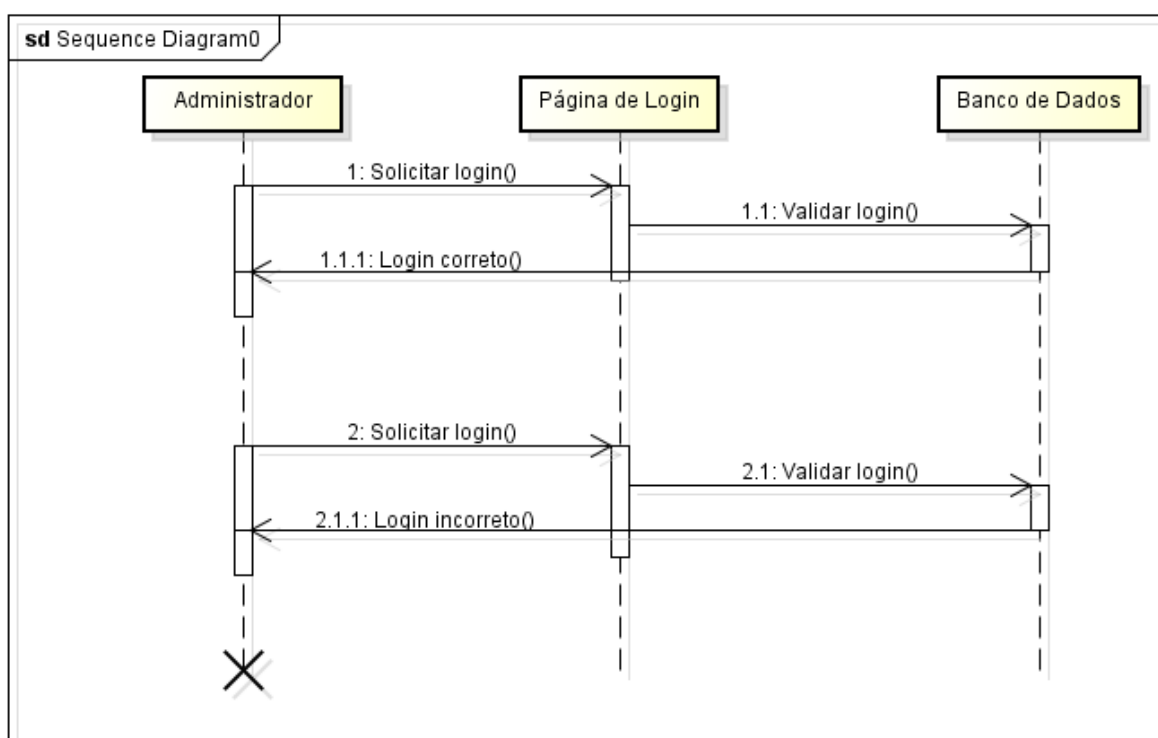 sd Sequence Diagram0
Administrador
Página de Login
Banco de Dados
1: Solicitar login()
1.1: Validar login()
1.1.1: Login correto()
2: Solicitar login()
2.1: Validar login()
2.1.1: Login incorreto()